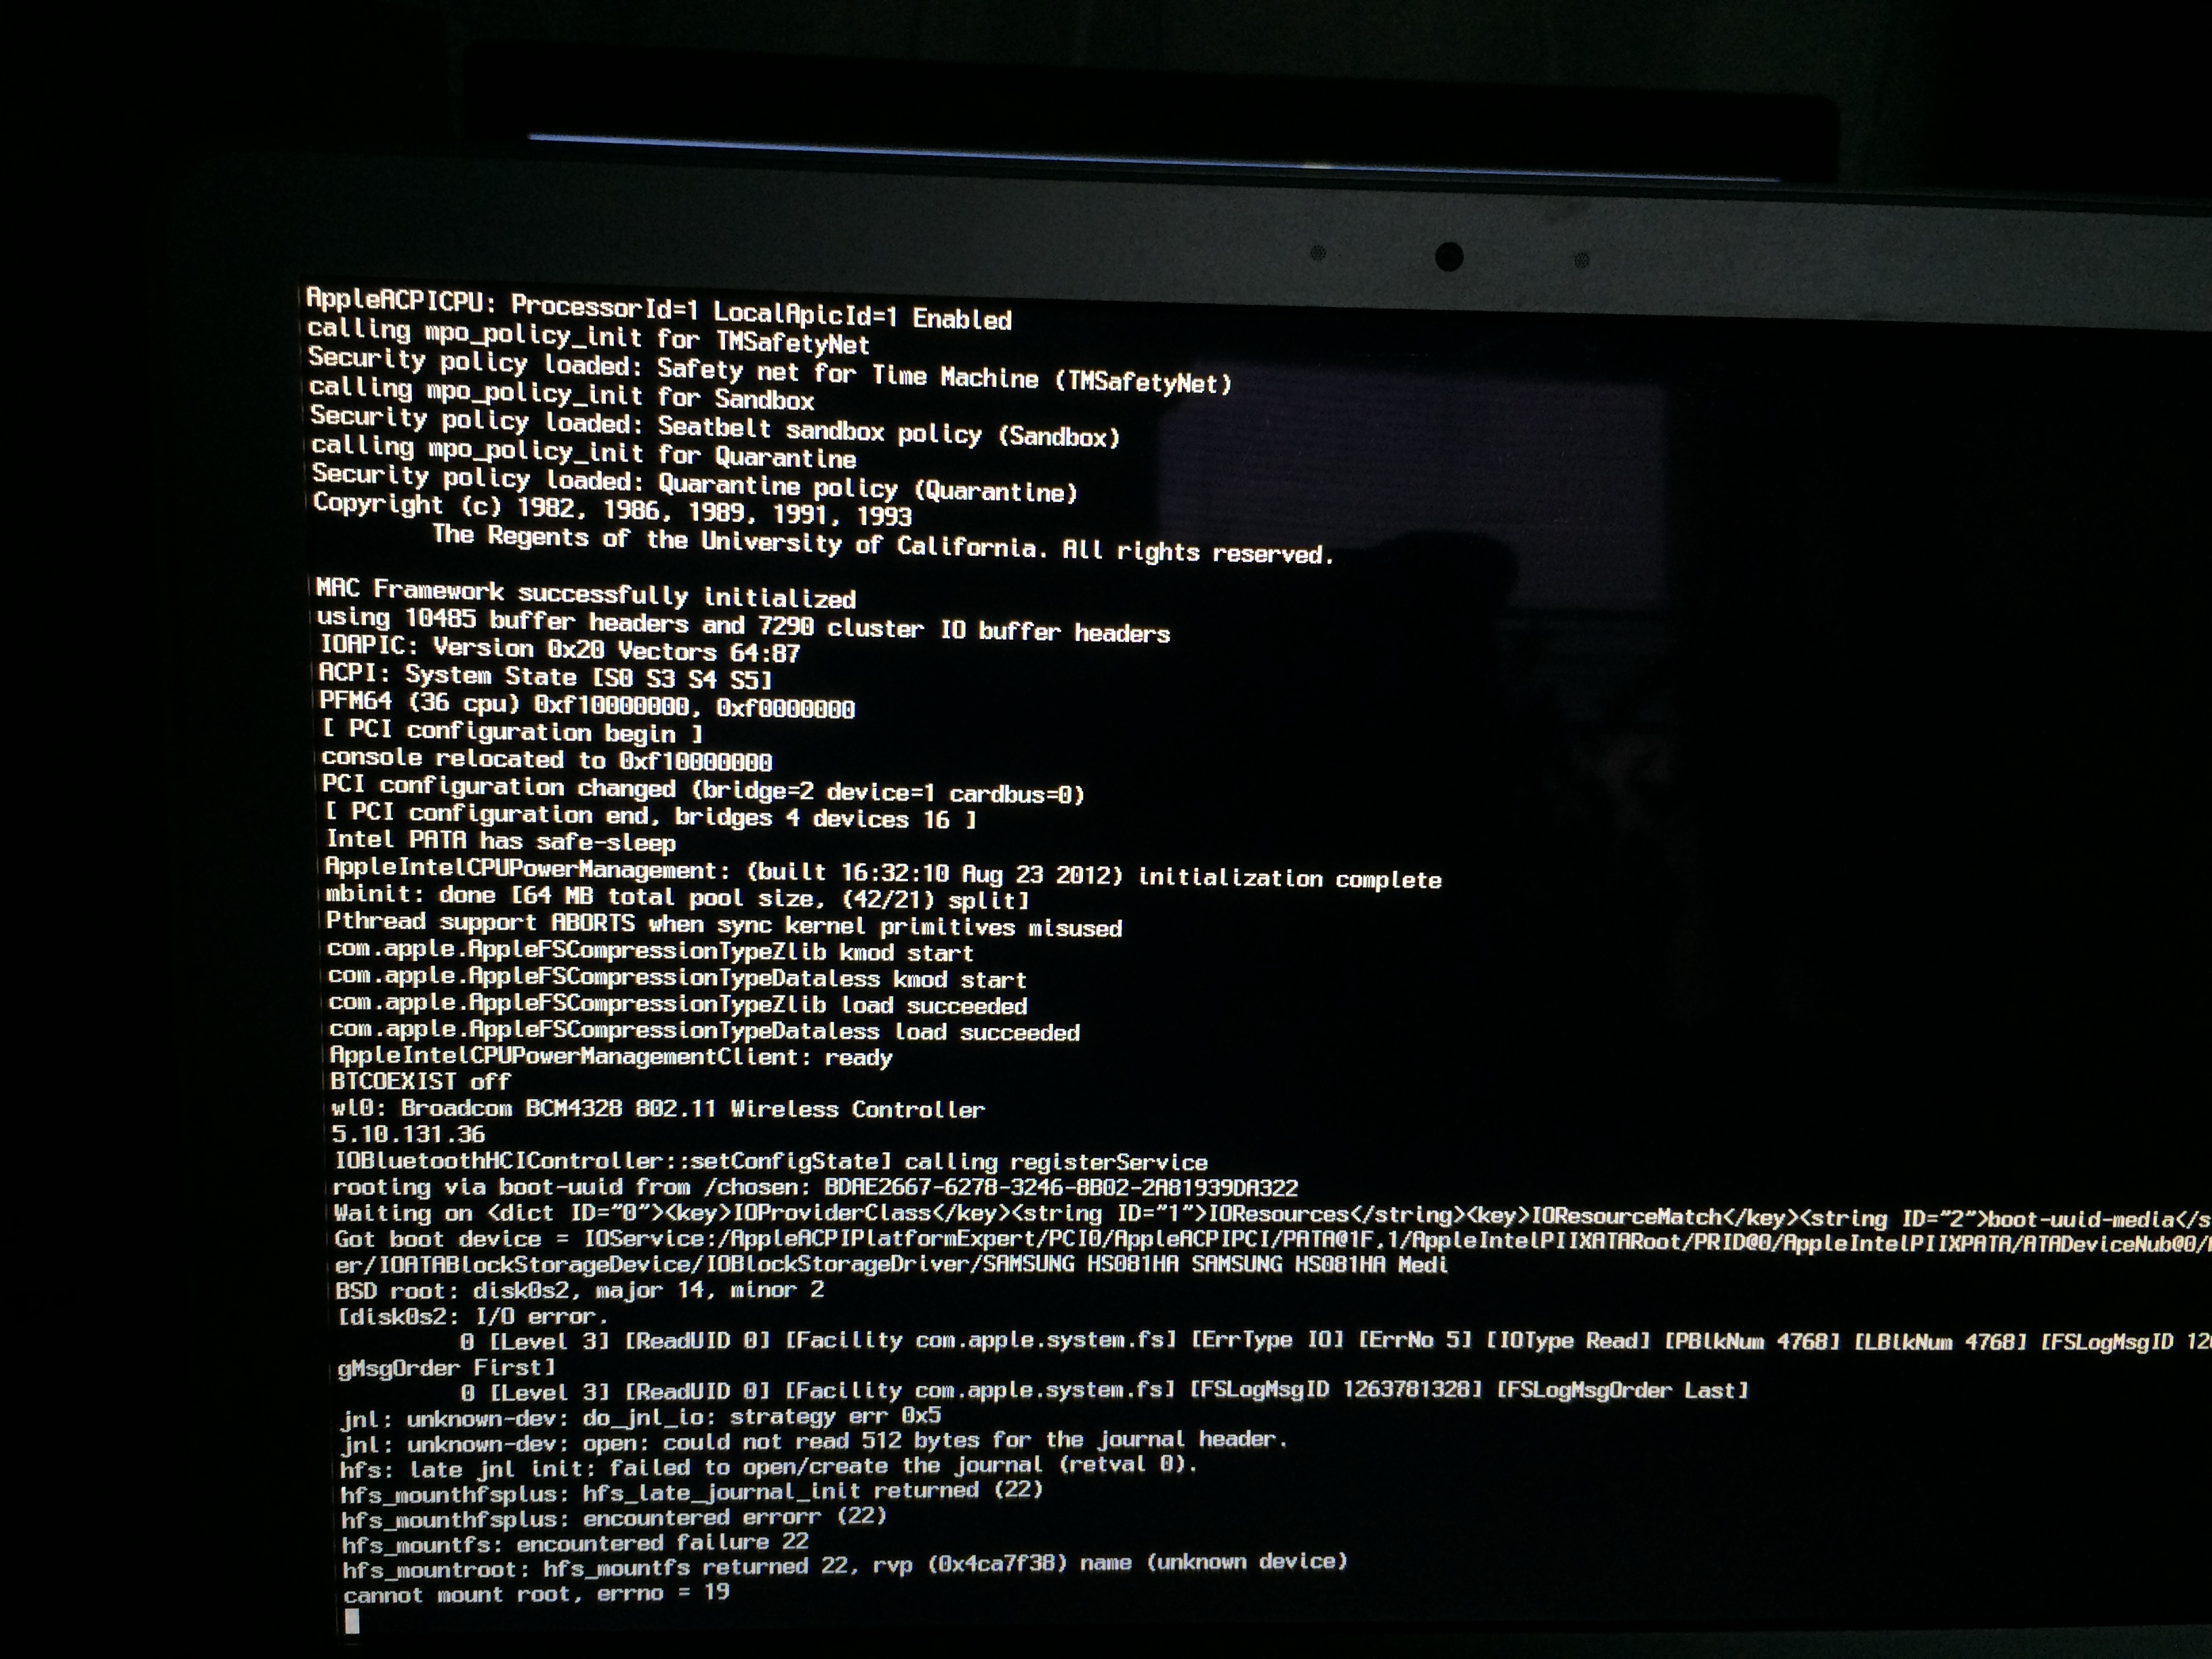 AppleACPICPU: ProcessorId=1 LocalApicId=1 Enabled
calling mpo_policy_init for TMSafetyNet
Security policy loaded: Safety net for Time Machine (TMSafetyNet)
calling mpo_policy_init for Sandbox
Security policy loaded: Seatbelt sandbox policy (Sandbox)
calling mpo_policy_init for Quarantine
Security policy loaded: Quarantine policy (Quarantine)
Copyright (c) 1982, 1986, 1989, 1991, 1993
The Regents of the University of California. All rights reserved.
MAC Framework successfully initialized
using 10485 buffer headers and 7290 cluster IO buffer headers
IOAPIC: Version 0x20 Vectors 64:87
ACPI: System State [S0 S3 S4 S5]
PFM64 (36 cpu) 0xf10000000, 0xf0000000
[ PCI configuration begin ]
console relocated to 0xf10000000
PCI configuration changed (bridge=2 device=1 cardbus=0)
[ PCI configuration end, bridges 4 devices 16 ]
Intel PATA has safe-sleep
AppleIntelCPUPowerManagement: (built 16:32:10 Aug 23 2012) initialization complete
mbinit: done [64 MB total pool size, (42/21) split]
Pthread support ABORTS when sync kernel primitives misused
com.apple.AppleFSCompressionTypeZlib kmod start
com.apple.AppleFSCompressionTypeDataless kmod start
com.apple.AppleFSCompressionTypeZlib load succeeded
com.apple.AppleFSCompressionTypeDataless load succeeded
AppleIntelCPUPowerManagementClient: ready
BTCOEXIST off
wl0: Broadcom BCM4328 802.11 Wireless Controller
5.10.131.36
IOBluetoothHCIController::setConfigState] calling registerService
rooting via boot-uuid from /chosen: BDAE2667-6278-3246-8B02-2A81939DA322
Waiting on <dict ID="0"><key>IOProviderClass</key><string ID="1">IOResources</string><key>IOResourceMatch</key><string ID="2">boot-uuid-media</s
Got boot device = IOService:/AppleACPIPlatformExpert/PCI0/AppleACPIPCI/PATA@1F,1/AppleIntelPIIXATARoot/PRID@0/AppleIntelPIIXPATA/ATADeviceNub@0/
er/IOATABlockStorageDevice/IOBlockStorageDriver/SAMSUNG HS081HA SAMSUNG HS081HA Medi
BSD root: disk0s2, major 14, minor 2
[disk0s2: I/O error.
0 [Level 3] [ReadUID 0] [Facility com.apple.system.fs] [ErrType IO] [ErrNo 5] [IOType Read] [PBlkNum 4768] [LBlkNum 4768] [FSLogMsgID 12
gMsgOrder First]
0 [Level 3] [ReadUID 0] [Facility com.apple.system.fs] [FSLogMsgID 1263781328] [FSLogMsgOrder Last]
jnl: unknown-dev: do_jnl_io: strategy err 0x5
jnl: unknown-dev: open: could not read 512 bytes for the journal header.
hfs: late jnl init: failed to open/create the journal (retval 0).
hfs_mounthfsplus: hfs_late_journal_init returned (22)
hfs_mounthfsplus: encountered errorr (22)
hfs_mountfs: encountered failure 22
hfs_mountroot: hfs_mountfs returned 22, rvp (0x4ca7f38) name (unknown device)
cannot mount root, errno = 19